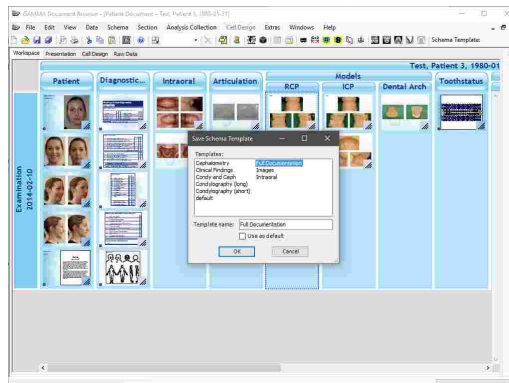 GAMMA Document Browser - [Patient Document - Test, Patient 3, 1980-01-21]
File Edit View Data Schema Section Analysis Collection Cell Design Extras Windows Help
Schema Template:
Workspace Presentation Cell Design Raw Data
Test, Patient 3, 1980-01
Patient Diagnostic... Intraoral Articulation Models Toothstatus
RCP ICP Dental Arch
Examination
2014-02-10
Save Schema Template
Templates:
Cephalometry Full Documentation
Clinical Findings Images
Condy and Ceph Intraoral
Condylography (long)
Condylography (short)
default
Template name: Full Documentation
Use as default
OK Cancel